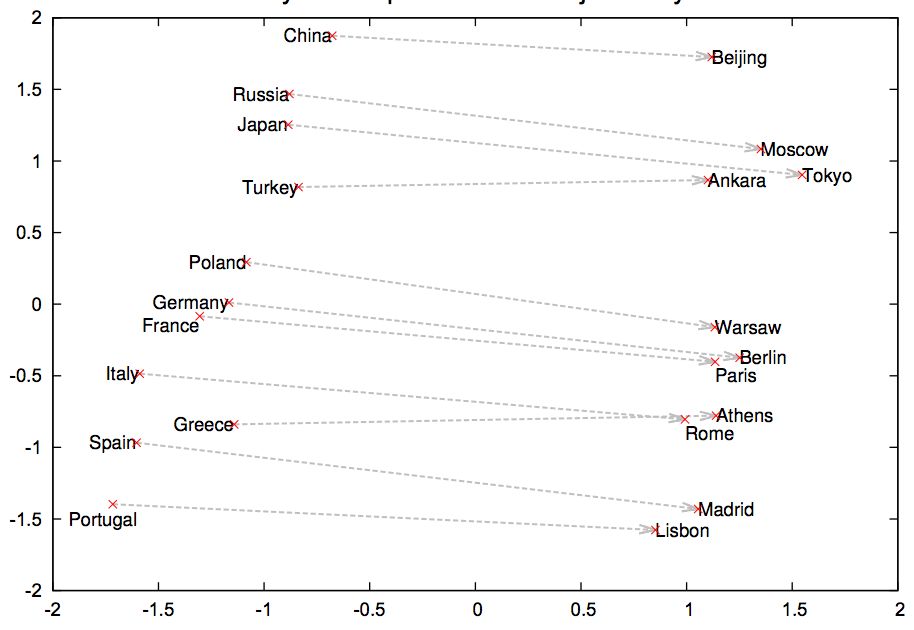 2
China
Beijing
1.5
Russia
Japan
Moscow
1
Tokyo
Turkey
Ankara
0.5
Poland
0
Germany
France
Warsaw
Berlin
-0.5
Italy
Paris
Athens
Greece
Rome
-1
Spain
Madrid
-1.5
Portugal
Lisbon
-2
-2 -1.5 -1 -0.5 0 0.5 1 1.5 2